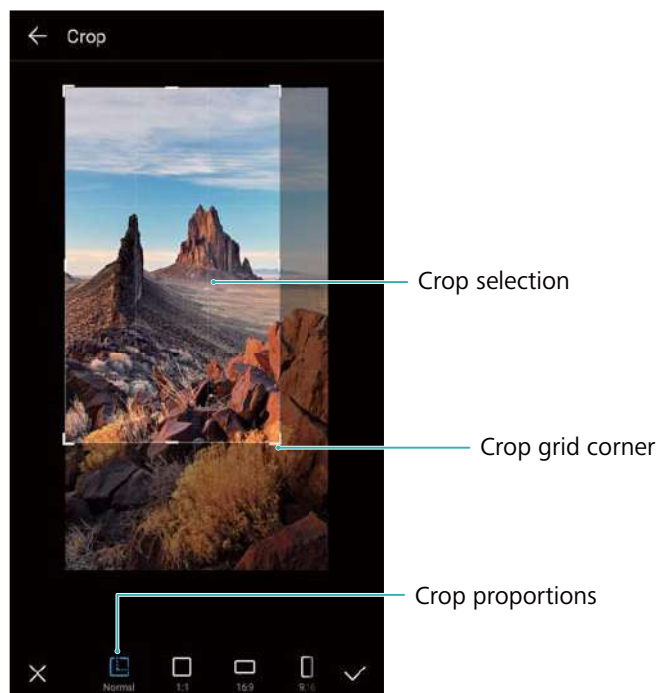 Crop
Crop selection
Crop grid corner
Crop proportions
Normal
1:1
16:9
9:16